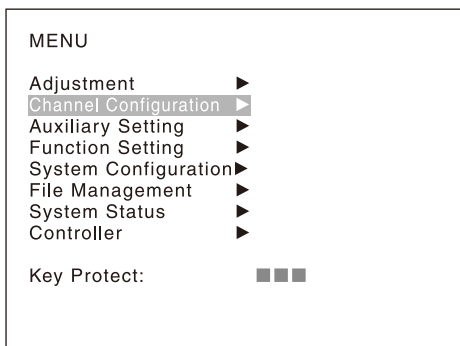 MENU
Adjustment ▶
Channel Configuration ▶
Auxiliary Setting ▶
Function Setting ▶
System Configuration▶
File Management ▶
System Status ▶
Controller ▶
Key Protect: ■■■